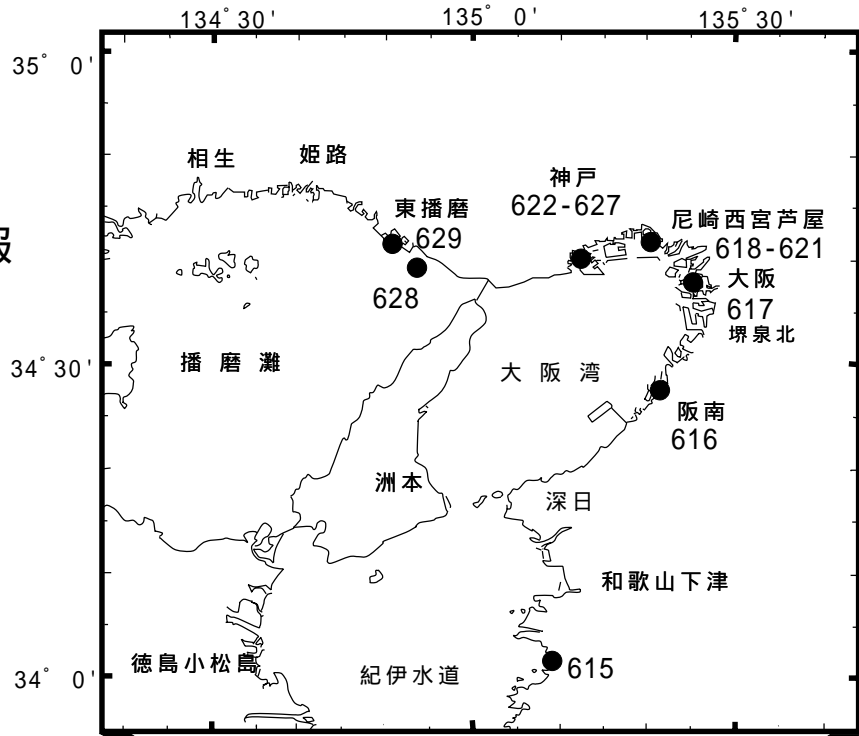 134°30' 135°0' 135°30'
35°0'
相生
姫路
神戸
622-627
東播磨
629
尼崎西宮芦屋
618-621
報
628
大阪
617
堺泉北
34°30'
播磨灘
大阪湾
阪南
616
洲本
深日
和歌山下津
徳島小松島
紀伊水道
615
34°0'